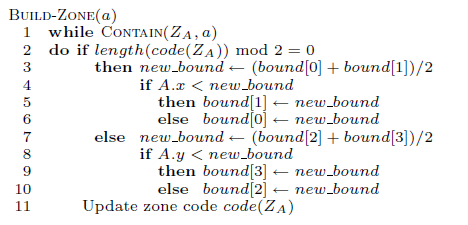 BUILD-ZONE(a)
1 while CONTAIN(Z_A, a)
2 do if length(code(Z_A)) mod 2 = 0
3 then new_bound ← (bound[0] + bound[1])/2
4 if A.x < new_bound
5 then bound[1] ← new_bound
6 else bound[0] ← new_bound
7 else new_bound ← (bound[2] + bound[3])/2
8 if A.y < new_bound
9 then bound[3] ← new_bound
10 else bound[2] ← new_bound
11 Update zone code code(Z_A)